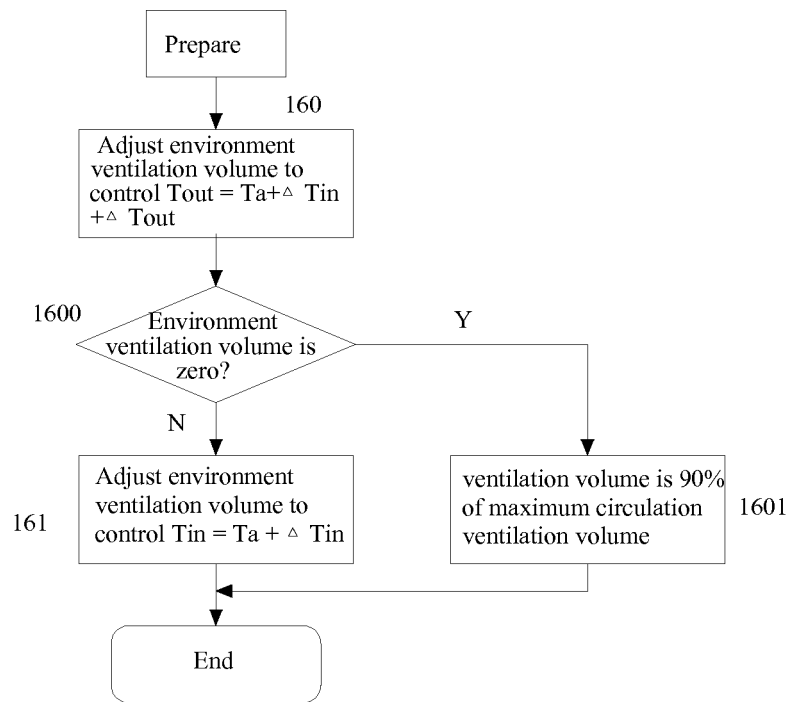 Prepare
160
Adjust environment
ventilation volume to
control Tout = Ta+△ Tin
+△ Tout
1600
Environment
ventilation volume is
zero?
Y
N
Adjust environment
ventilation volume to
control Tin = Ta + △ Tin
161
ventilation volume is 90%
of maximum circulation
ventilation volume
1601
End